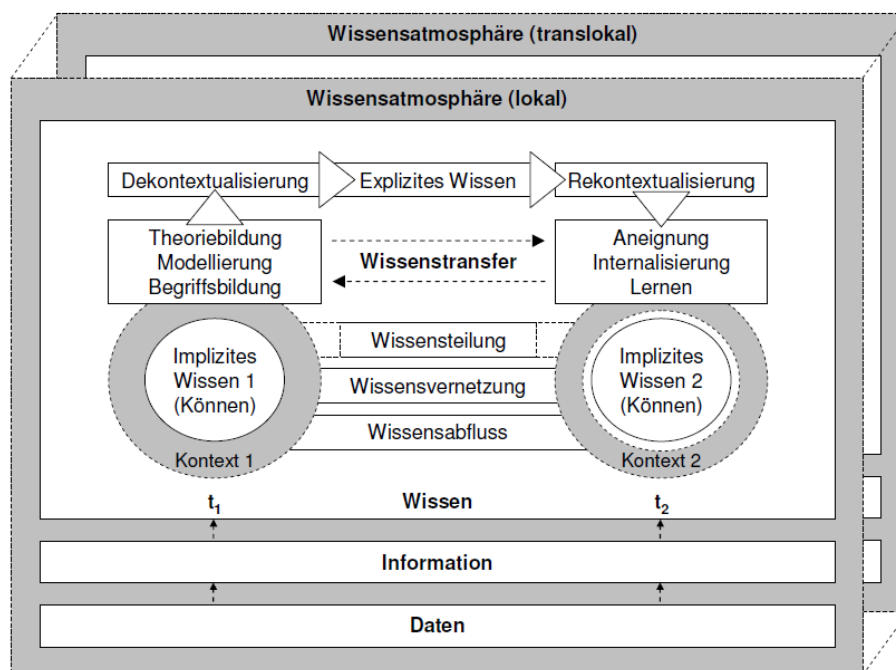 Wissensatmosphäre (translokal)
Wissensatmosphäre (lokal)
Dekontextualisierung
Explizites Wissen
Rekontextualisierung
Theoriebildung
Modellierung
Begriffsbildung
Wissenstransfer
Aneignung
Internalisierung
Lernen
Implizites
Wissen 1
(Können)
Kontext 1
Wissensteilung
Wissensvernetzung
Wissensabfluss
Implizites
Wissen 2
(Können)
Kontext 2
t₁
Wissen
t₂
Information
Daten